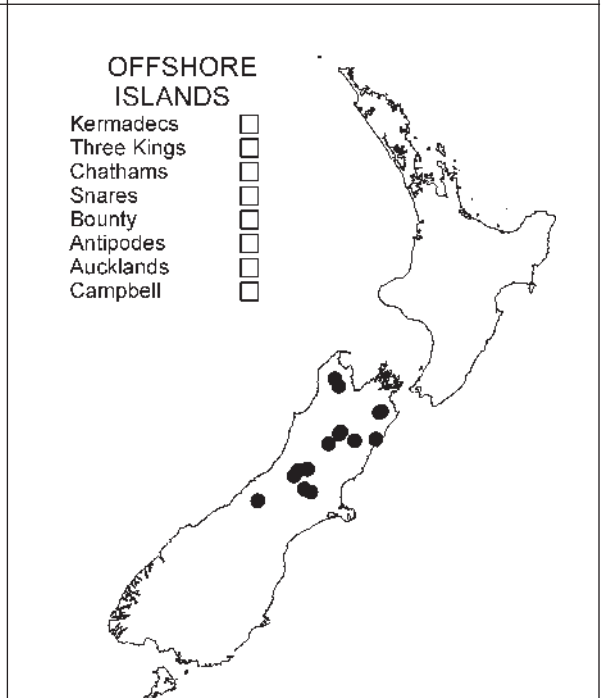 OFFSHORE
ISLANDS
Kermadecs
Three Kings
Chathams
Snares
Bounty
Antipodes
Aucklands
Campbell